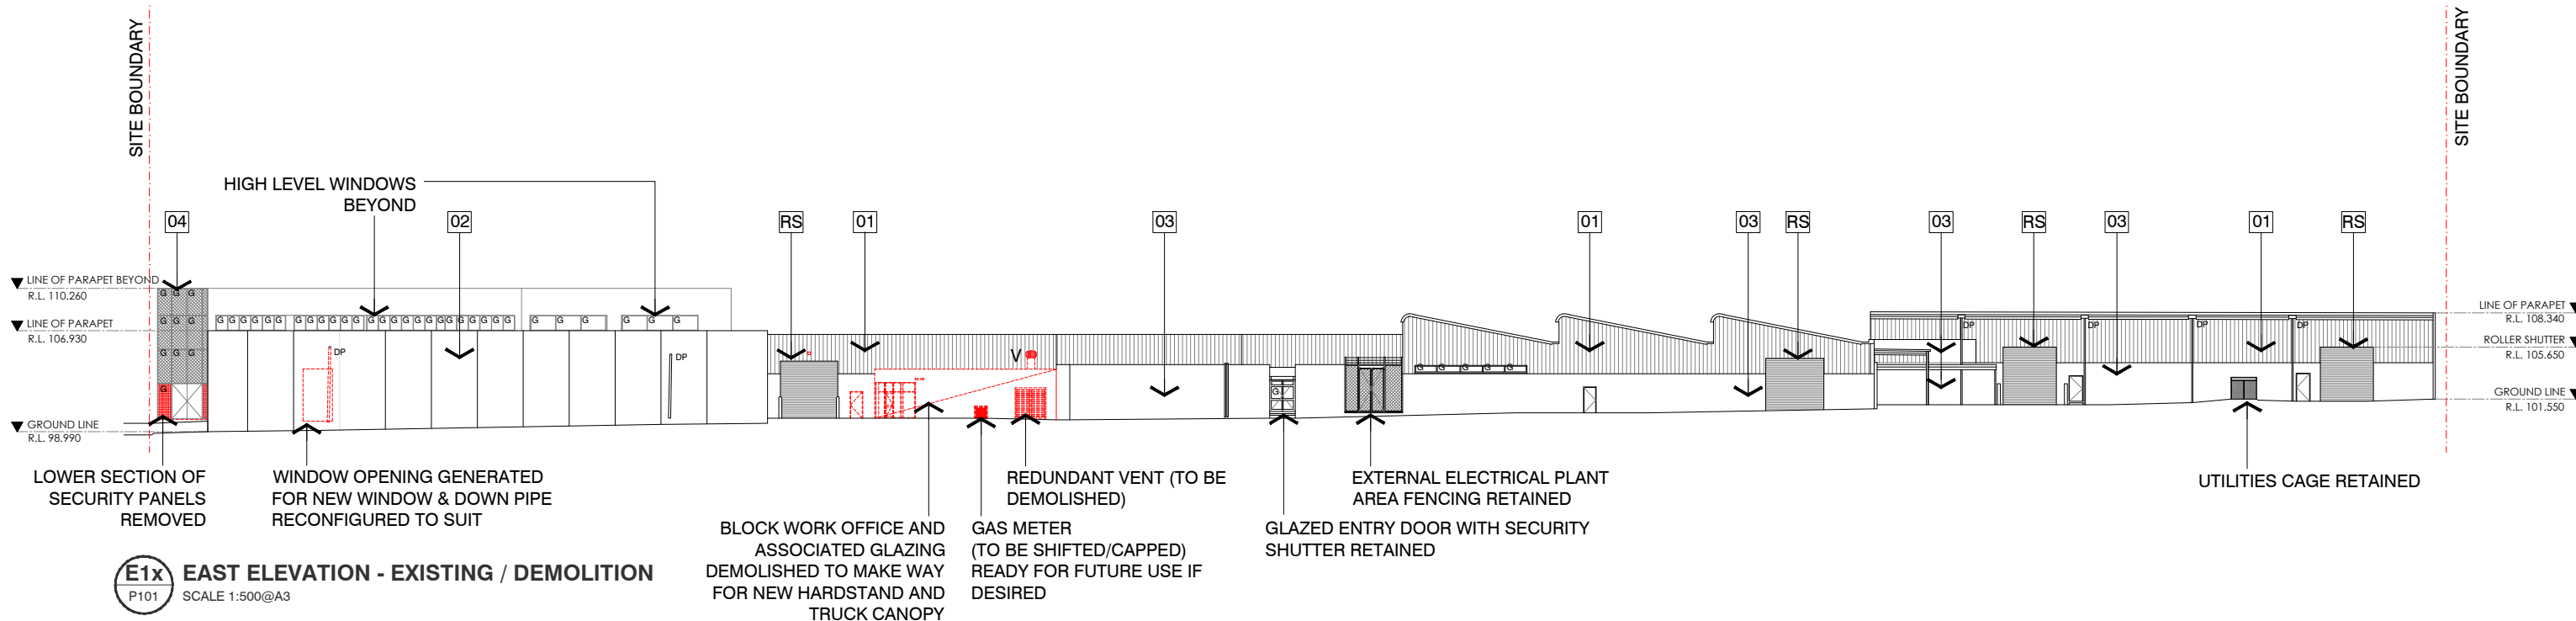 SITE BOUNDARY
SITE BOUNDARY
HIGH LEVEL WINDOWS
BEYOND
04
02
RS
01
03
01
03
RS
03
RS
03
01
RS
LINE OF PARAPET BEYOND
R.L. 110.260
LINE OF PARAPET
R.L. 106.930
GROUND LINE
R.L. 98.990
LINE OF PARAPET
R.L. 108.340
ROLLER SHUTTER
R.L. 105.650
GROUND LINE
R.L. 101.550
G G G
G G G
G G G
G
G G G G G G
G G G G G G G G G G G G G G G G G G G
G G G
G G G
DP
DP
V
G
G G G G G
DP
DP
DP
DP
LOWER SECTION OF
SECURITY PANELS
REMOVED
WINDOW OPENING GENERATED
FOR NEW WINDOW & DOWN PIPE
RECONFIGURED TO SUIT
BLOCK WORK OFFICE AND
ASSOCIATED GLAZING
DEMOLISHED TO MAKE WAY
FOR NEW HARDSTAND AND
TRUCK CANOPY
GAS METER
(TO BE SHIFTED/CAPPED)
READY FOR FUTURE USE IF
DESIRED
REDUNDANT VENT (TO BE
DEMOLISHED)
GLAZED ENTRY DOOR WITH SECURITY
SHUTTER RETAINED
EXTERNAL ELECTRICAL PLANT
AREA FENCING RETAINED
UTILITIES CAGE RETAINED
E1x
P101
EAST ELEVATION - EXISTING / DEMOLITION
SCALE 1:500@A3